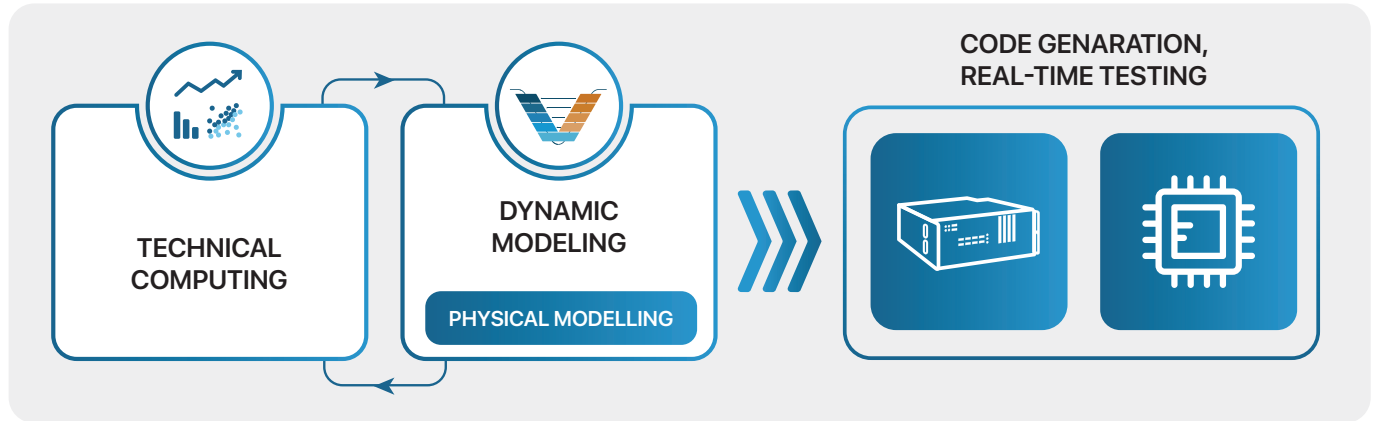 TECHNICAL
COMPUTING
DYNAMIC
MODELING
PHYSICAL MODELLING
CODE GENARATION,
REAL-TIME TESTING